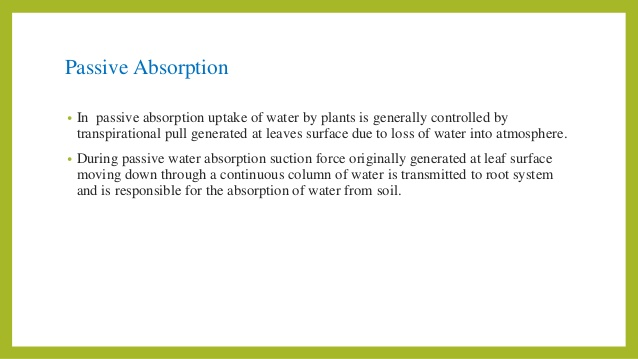 Passive Absorption
• In  passive absorption uptake of water by plants is generally controlled by
transpirational pull generated at leaves surface due to loss of water into atmosphere.
• During passive water absorption suction force originally generated at leaf surface
moving down through a continuous column of water is transmitted to root system
and is responsible for the absorption of water from soil.